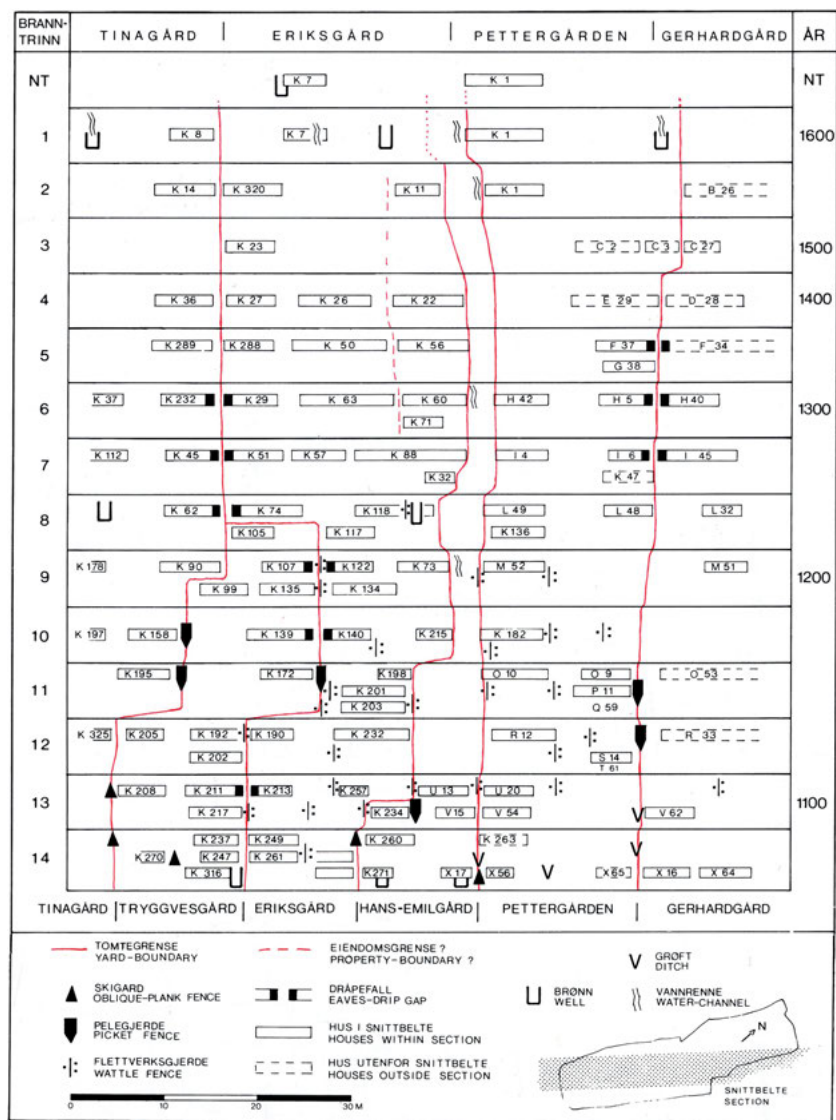 BRANN-
TRINN TINAGÅRD ERIKSGÅRD PETTERGÅRDEN GERHARDGÅRD ÅR
NT K 7 K 1 NT
1 K 8 K 7 K 1 1600
2 K 14 K 320 K 11 K 1 B 26
3 K 23 C 2 C 3 C 27 1500
4 K 36 K 27 K 26 K 22 E 29 D 28 1400
5 K 289 K 288 K 50 K 56 F 37 F 34
G 38
6 K 37 K 232 K 29 K 63 K 60 H 42 H 5 H 40 1300
K 71
7 K 112 K 45 K 51 K 57 K 88 I 4 I 6 I 45
K 32 K 47
8 K 62 K 74 K 118 L 49 L 48 L 32
K 105 K 117 K 136
9 K 178 K 90 K 107 K 122 K 73 M 52 M 51 1200
K 99 K 135 K 134
10 K 197 K 158 K 139 K 140 K 215 K 182
11 K 195 K 172 K 198 O 10 O 9 O 53
K 201 P 11
K 203 Q 59
12 K 325 K 205 K 192 K 190 K 232 R 12 R 33
K 202 S 14
T 61
13 K 208 K 211 K 213 K 257 U 13 U 20 1100
K 217 K 234 V 15 V 54 V 62
14 K 237 K 249 K 260 K 263
K 270 K 247 K 261
K 316 K 271 X 17 X 56 X 65 X 16 X 64
TINAGÅRD TRYGGVESGÅRD ERIKSGÅRD HANS-EMILGÅRD PETTERGÅRDEN GERHARDGÅRD
TOMTEGRENSE
YARD-BOUNDARY
EIENDOMSGRENSE ?
PROPERTY-BOUNDARY ?
GRØFT
DITCH
SKIGARD
OBLIQUE-PLANK FENCE
DRÅPEFALL
EAVES-DRIP GAP
BRØNN
WELL
VANNRENNE
WATER-CHANNEL
PELEGJERDE
PICKET FENCE
HUS I SNITTBELTE
HOUSES WITHIN SECTION
N
FLETTVERKSGJERDE
WATTLE FENCE
HUS UTENFOR SNITTBELTE
HOUSES OUTSIDE SECTION
SNITTBELTE
SECTION
0 10 20 30 M